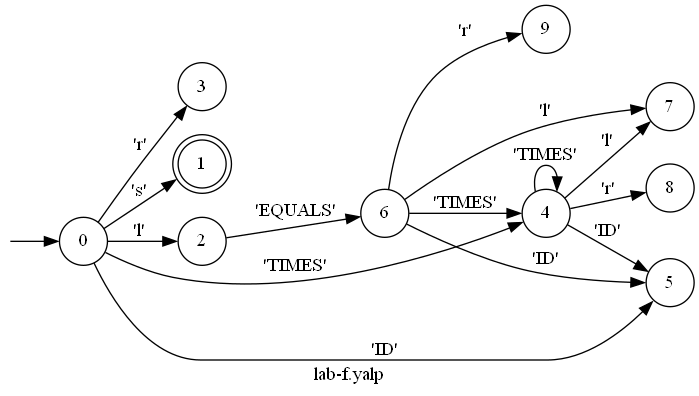 'r'
9
3
'l'
7
'r'
'TIMES'
'l'
1
's'
'r'
8
'EQUALS'
6
'TIMES'
4
0
'l'
2
'ID'
'TIMES'
'ID'
5
'ID'
lab-f.yalp